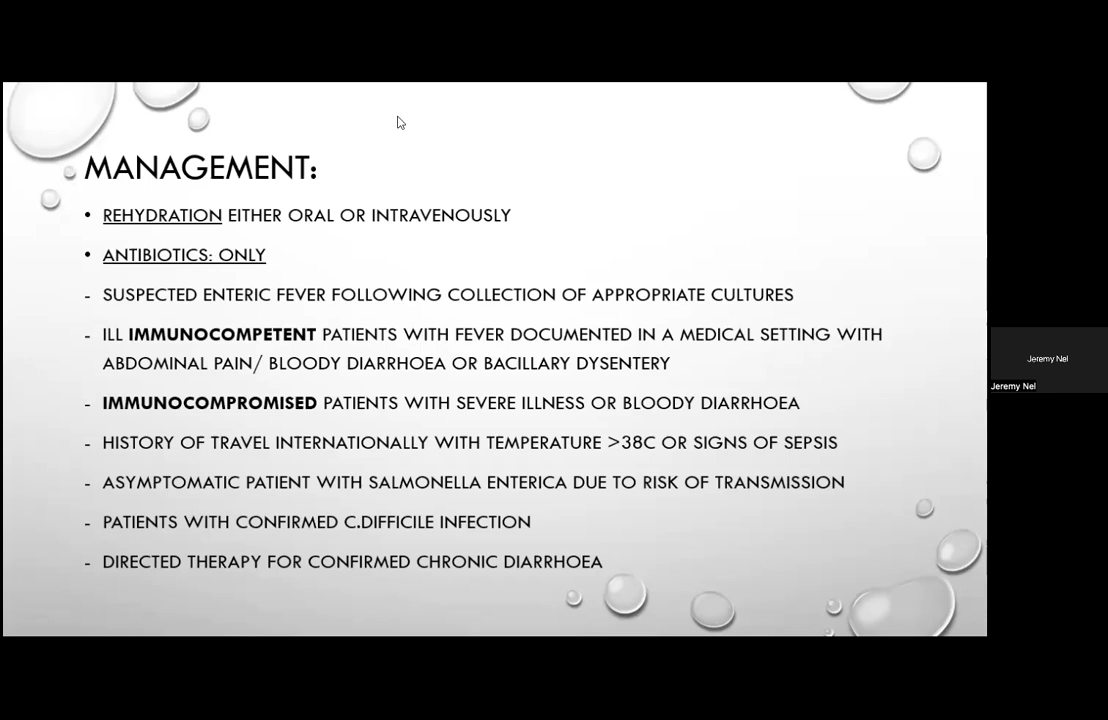 MANAGEMENT:
• REHYDRATION EITHER ORAL OR INTRAVENOUSLY
• ANTIBIOTICS: ONLY
- SUSPECTED ENTERIC FEVER FOLLOWING COLLECTION OF APPROPRIATE CULTURES
- ILL IMMUNOCOMPETENT PATIENTS WITH FEVER DOCUMENTED IN A MEDICAL SETTING WITH
ABDOMINAL PAIN/ BLOODY DIARRHOEA OR BACILLARY DYSENTERY
- IMMUNOCOMPROMISED PATIENTS WITH SEVERE ILLNESS OR BLOODY DIARRHOEA
- HISTORY OF TRAVEL INTERNATIONALLY WITH TEMPERATURE >38C OR SIGNS OF SEPSIS
- ASYMPTOMATIC PATIENT WITH SALMONELLA ENTERICA DUE TO RISK OF TRANSMISSION
- PATIENTS WITH CONFIRMED C.DIFFICILE INFECTION
- DIRECTED THERAPY FOR CONFIRMED CHRONIC DIARRHOEA
Jeremy Nel
Jeremy Nel